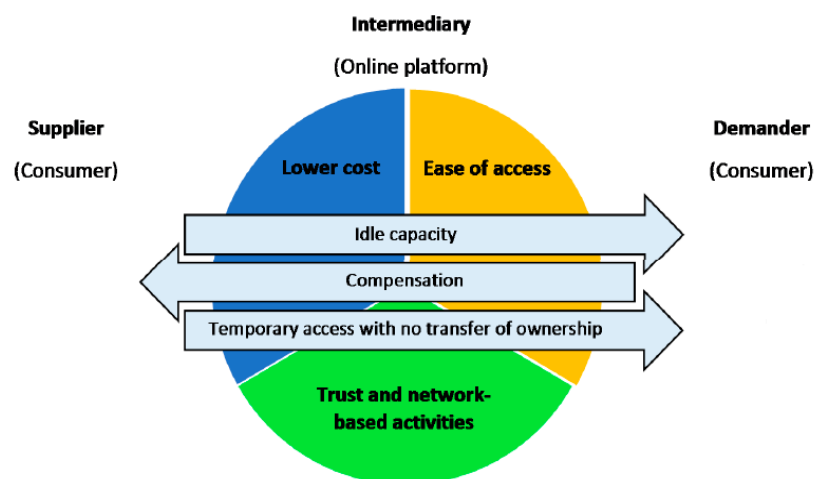 Intermediary
(Online platform)
Supplier
(Consumer)
Demander
(Consumer)
Lower cost
Ease of access
Idle capacity
Compensation
Temporary access with no transfer of ownership
Trust and network-
based activities